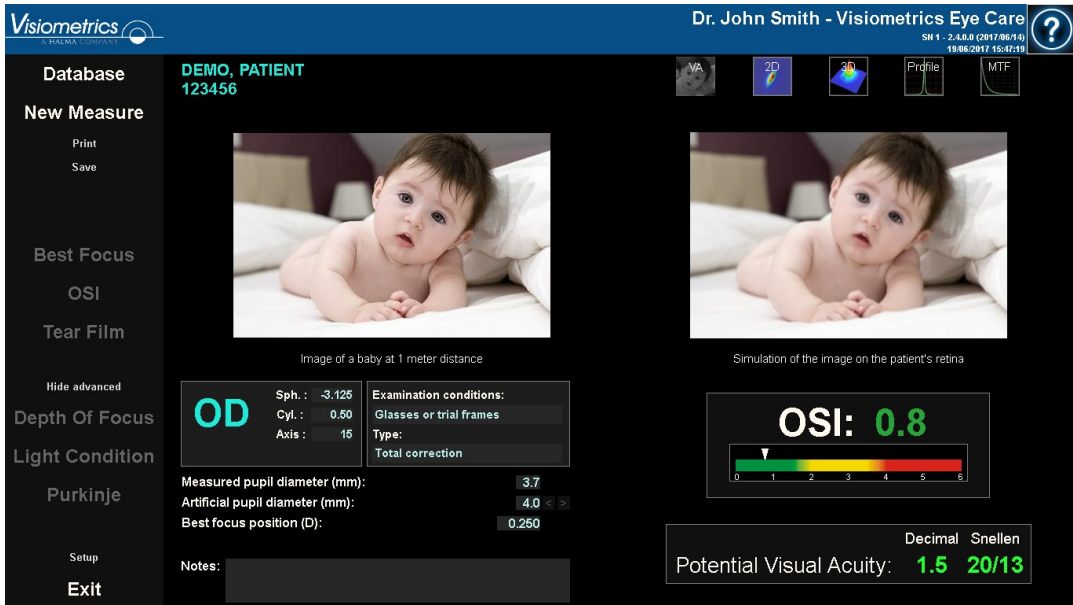 Visiometrics
A HALMA COMPANY
Dr. John Smith - Visiometrics Eye Care
SN 1 - 2.4.0.0 (2017/06/14)
19/06/2017 15:47:19
?
Database
New Measure
Print
Save
Best Focus
OSI
Tear Film
Hide advanced
Depth Of Focus
Light Condition
Purkinje
Setup
Exit
DEMO, PATIENT
123456
VA 2D 3D Profile MTF
Image of a baby at 1 meter distance
Simulation of the image on the patient's retina
OD
Sph. : -3.125
Cyl. : 0.50
Axis : 15
Examination conditions:
Glasses or trial frames
Type:
Total correction
Measured pupil diameter (mm): 3.7
Artificial pupil diameter (mm): 4.0 < >
Best focus position (D): 0.250
Notes:
OSI: 0.8
0 1 2 3 4 5 6
Decimal Snellen
Potential Visual Acuity: 1.5 20/13